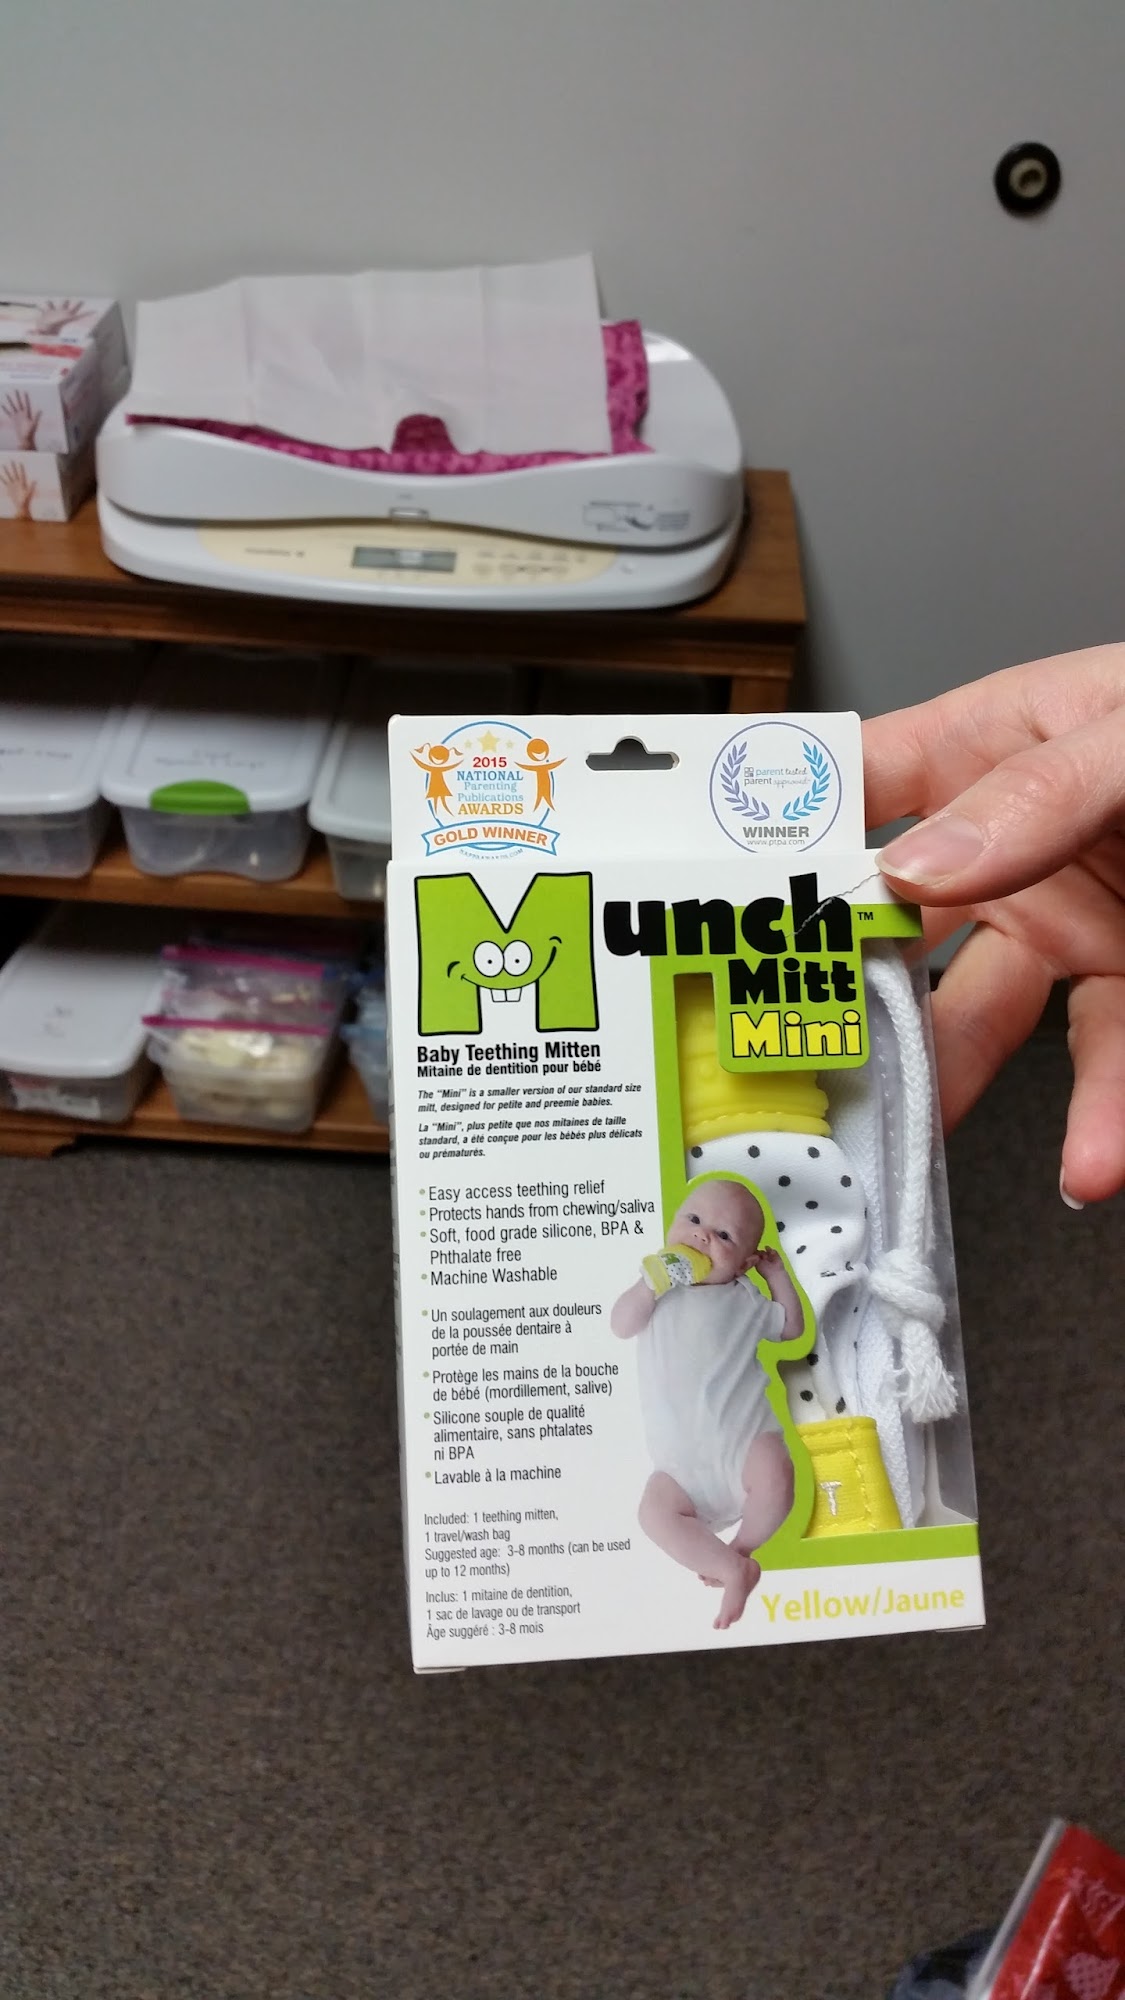 2015
NATIONAL
Parenting
Publications
AWARDS
GOLD WINNER
parent tested
parent approved
WINNER
www.ptpa.com
Munch™
Mitt
Mini
Baby Teething Mitten
Mitaine de dentition pour bébé
The "Mini" is a smaller version of our standard size
mitt, designed for petite and preemie babies.
La "Mini", plus petite que nos mitaines de taille
standard, a été conçue pour les bébés plus délicats
ou prématurés.
• Easy access teething relief
• Protects hands from chewing/saliva
• Soft, food grade silicone, BPA &
Phthalate free
• Machine Washable
• Un soulagement aux douleurs
de la poussée dentaire à
portée de main
• Protège les mains de la bouche
de bébé (mordillement, salive)
• Silicone souple de qualité
alimentaire, sans phtalates
ni BPA
• Lavable à la machine
Included: 1 teething mitten,
1 travel/wash bag
Suggested age: 3-8 months (can be used
up to 12 months)
Inclus: 1 mitaine de dentition,
1 sac de lavage ou de transport
Âge suggéré : 3-8 mois
T
Yellow/Jaune